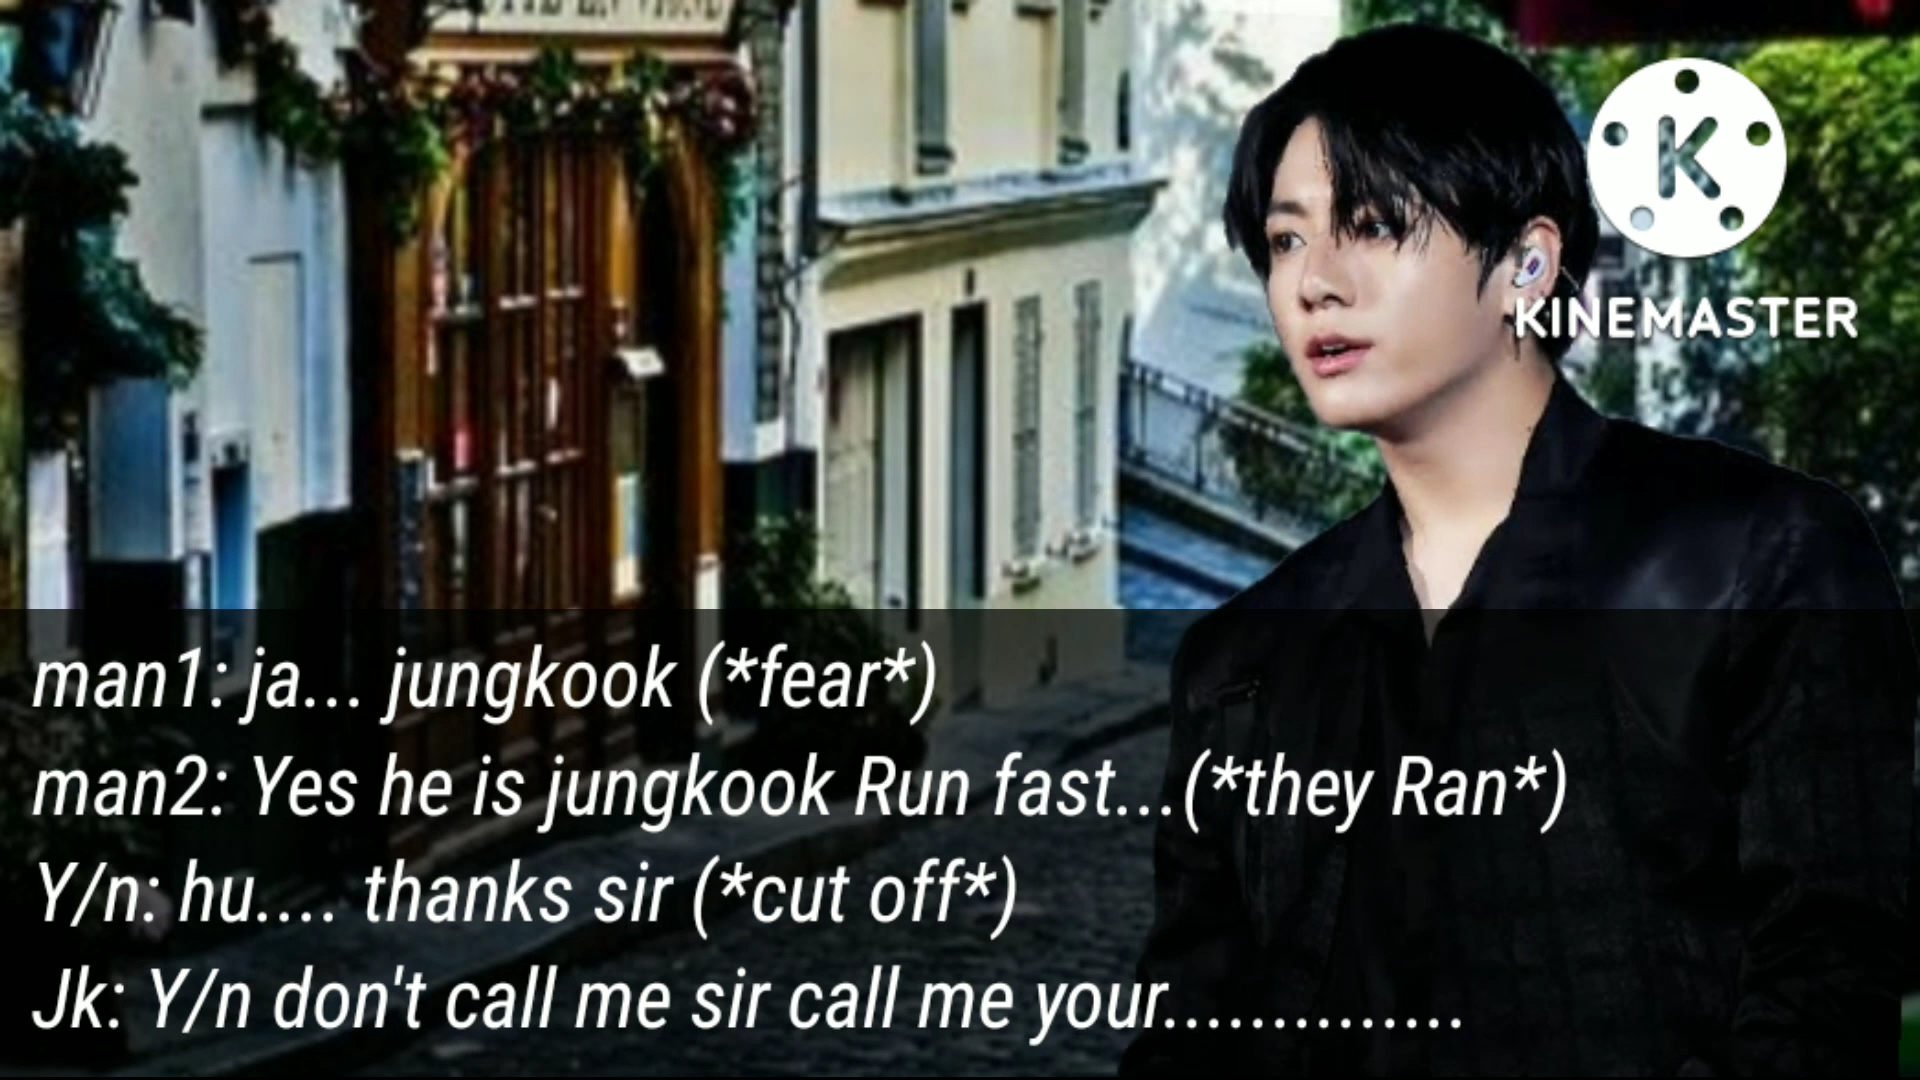 KINEMASTER
man1: ja... jungkook (*fear*)
man2: Yes he is jungkook Run fast...(*they Ran*)
Y/n: hu.... thanks sir (*cut off*)
Jk: Y/n don't call me sir call me your..............